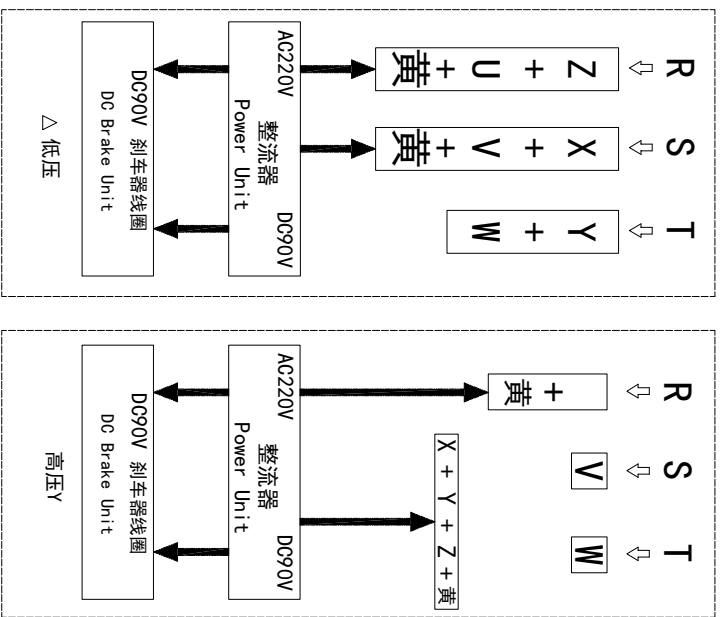 R
S
T
Z + U + 黄
X + V + 黄
Y + W
AC220V
DC90V
整流器
Power Unit
DC90V 刹车器线圈
DC Brake Unit
△ 低压
R
S
T
+ 黄
V
W
X + Y + Z + 黄
AC220V
DC90V
整流器
Power Unit
DC90V 刹车器线圈
DC Brake Unit
高压Y